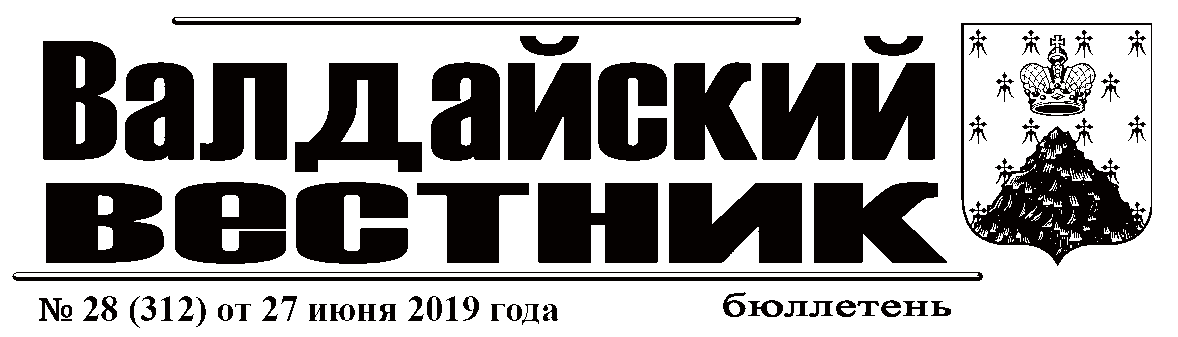 Валдайский
вестник
№ 28 (312) от 27 июня 2019 года
бюллетень